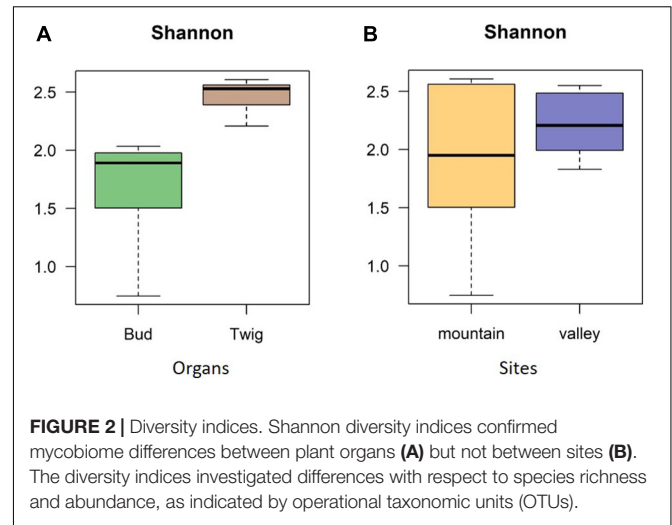 A Shannon
2.5
2.0
1.5
1.0
Bud Twig
Organs
B Shannon
2.5
2.0
1.5
1.0
mountain valley
Sites
FIGURE 2 | Diversity indices. Shannon diversity indices confirmed
mycobiome differences between plant organs (A) but not between sites (B).
The diversity indices investigated differences with respect to species richness
and abundance, as indicated by operational taxonomic units (OTUs).